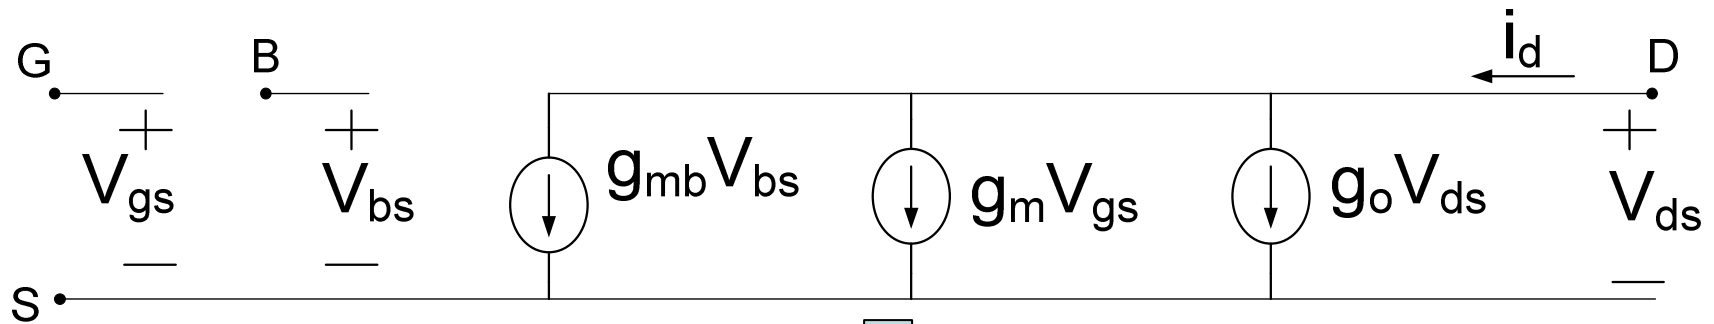 i_d
G B D
+ + +
V_gs V_bs g_mb V_bs g_m V_gs g_o V_ds V_ds
− − −
S